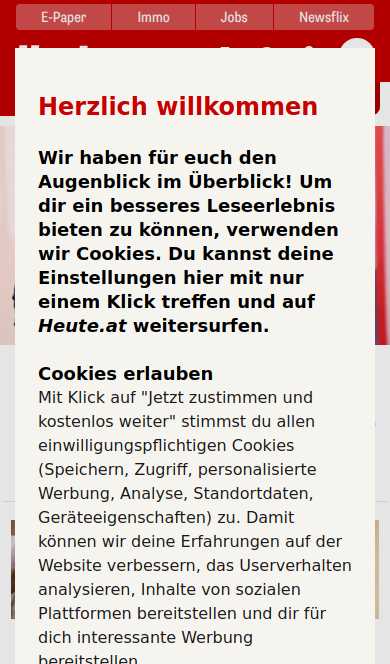 E-Paper Immo Jobs Newsflix
Herzlich willkommen
Wir haben für euch den
Augenblick im Überblick! Um
dir ein besseres Leseerlebnis
bieten zu können, verwenden
wir Cookies. Du kannst deine
Einstellungen hier mit nur
einem Klick treffen und auf
Heute.at weitersurfen.
Cookies erlauben
Mit Klick auf "Jetzt zustimmen und
kostenlos weiter" stimmst du allen
einwilligungspflichtigen Cookies
(Speichern, Zugriff, personalisierte
Werbung, Analyse, Standortdaten,
Geräteeigenschaften) zu. Damit
können wir deine Erfahrungen auf der
Website verbessern, das Userverhalten
analysieren, Inhalte von sozialen
Plattformen bereitstellen und dir für
dich interessante Werbung
bereitstellen